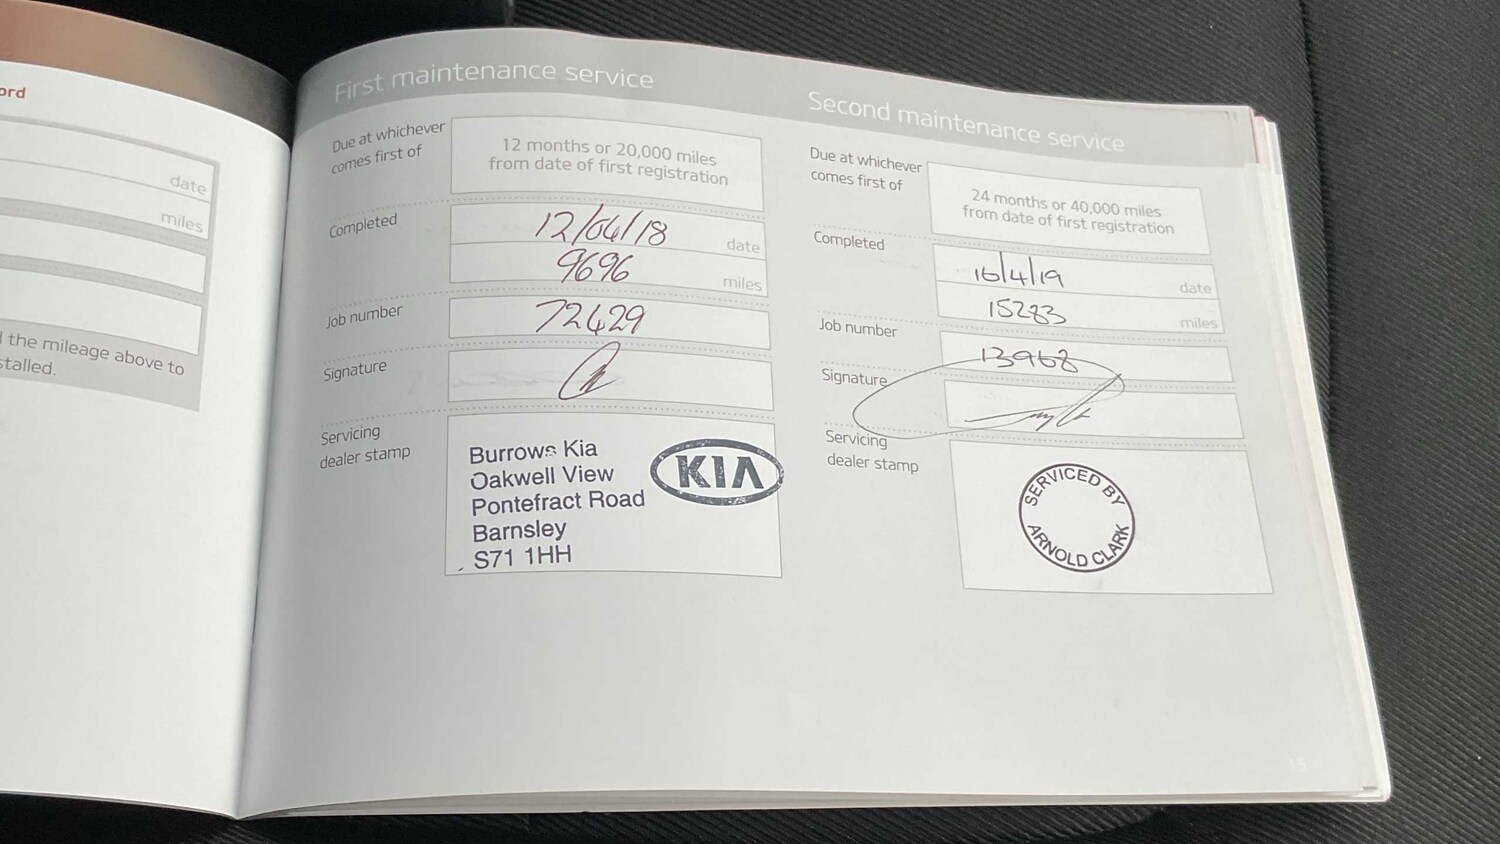 ord
date
miles
l the mileage above to
stalled.
First maintenance service
Due at whichever
comes first of
12 months or 20,000 miles
from date of first registration
Completed
12/04/18
date
9696
miles
Job number
72429
Signature
Servicing
dealer stamp
Burrows Kia
Oakwell View
Pontefract Road
Barnsley
S71 1HH
KIA
Second maintenance service
Due at whichever
comes first of
24 months or 40,000 miles
from date of first registration
Completed
16/4/19
date
15283
miles
Job number
13968
Signature
Servicing
dealer stamp
SERVICED BY
ARNOLD CLARK